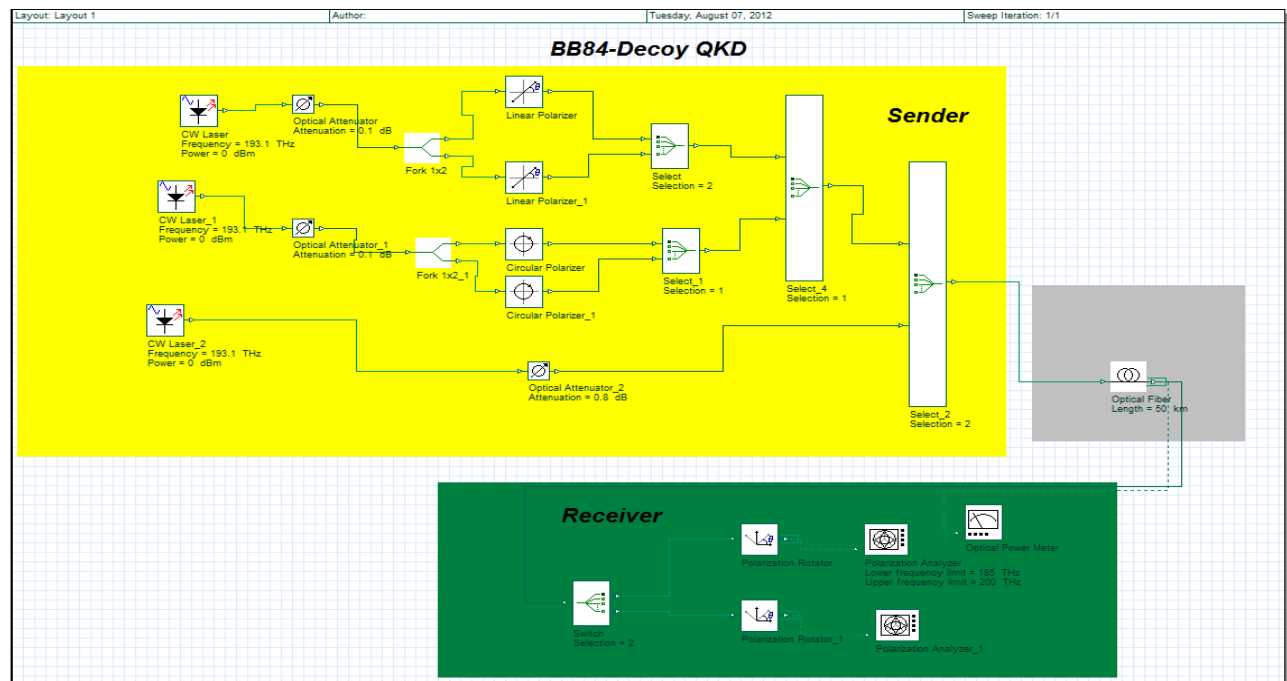 Layout: Layout 1
Author:
Tuesday, August 07, 2012
Sweep Iteration: 1/1
BB84-Decoy QKD
Sender
CW Laser
Frequency = 193.1 THz
Power = 0 dBm
Optical Attenuator
Attenuation = 0.1 dB
Fork 1x2
Linear Polarizer
Linear Polarizer_1
Select
Selection = 2
CW Laser_1
Frequency = 193.1 THz
Power = 0 dBm
Optical Attenuator_1
Attenuation = 0.1 dB
Fork 1x2_1
Circular Polarizer
Circular Polarizer_1
Select_1
Selection = 1
Select_4
Selection = 1
CW Laser_2
Frequency = 193.1 THz
Power = 0 dBm
Optical Attenuator_2
Attenuation = 0.8 dB
Select_2
Selection = 2
Optical Fiber
Length = 50 km
Receiver
Switch
Selection = 2
Polarization Rotator
Polarization Analyzer
Lower frequency limit = 185 THz
Upper frequency limit = 200 THz
Optical Power Meter
Polarization Rotator_1
Polarization Analyzer_1